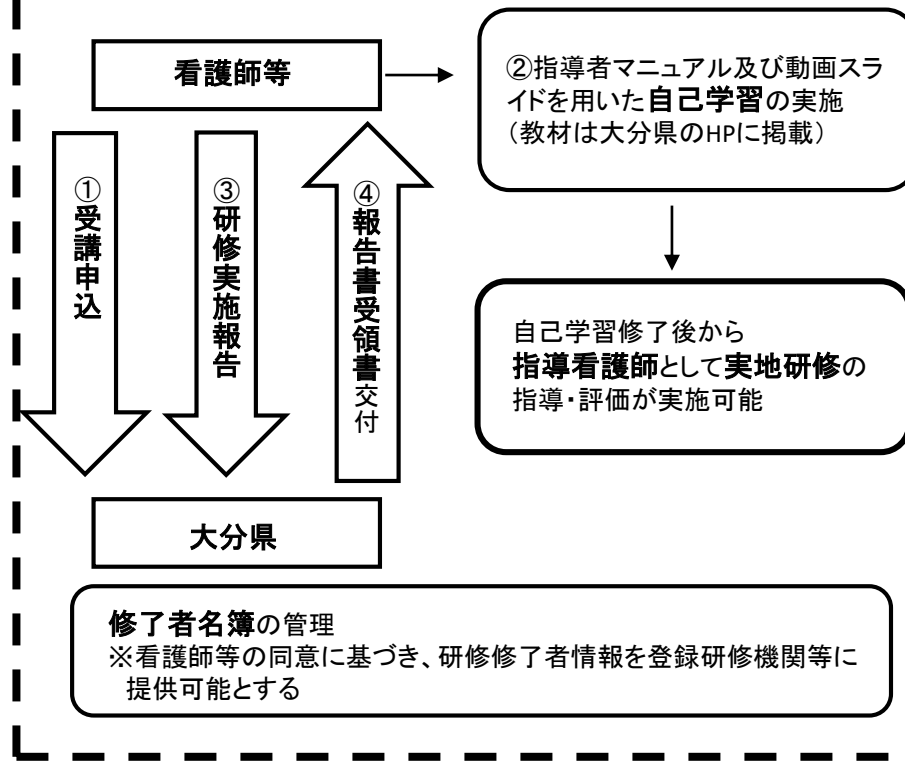 看護師等
②指導者マニュアル及び動画スラ
イドを用いた自己学習の実施
(教材は大分県のHPに掲載)
①受講申込
③研修実施報告
④報告書受領書交付
自己学習修了後から
指導看護師として実地研修の
指導・評価が実施可能
大分県
修了者名簿の管理
※看護師等の同意に基づき、研修修了者情報を登録研修機関等に
提供可能とする